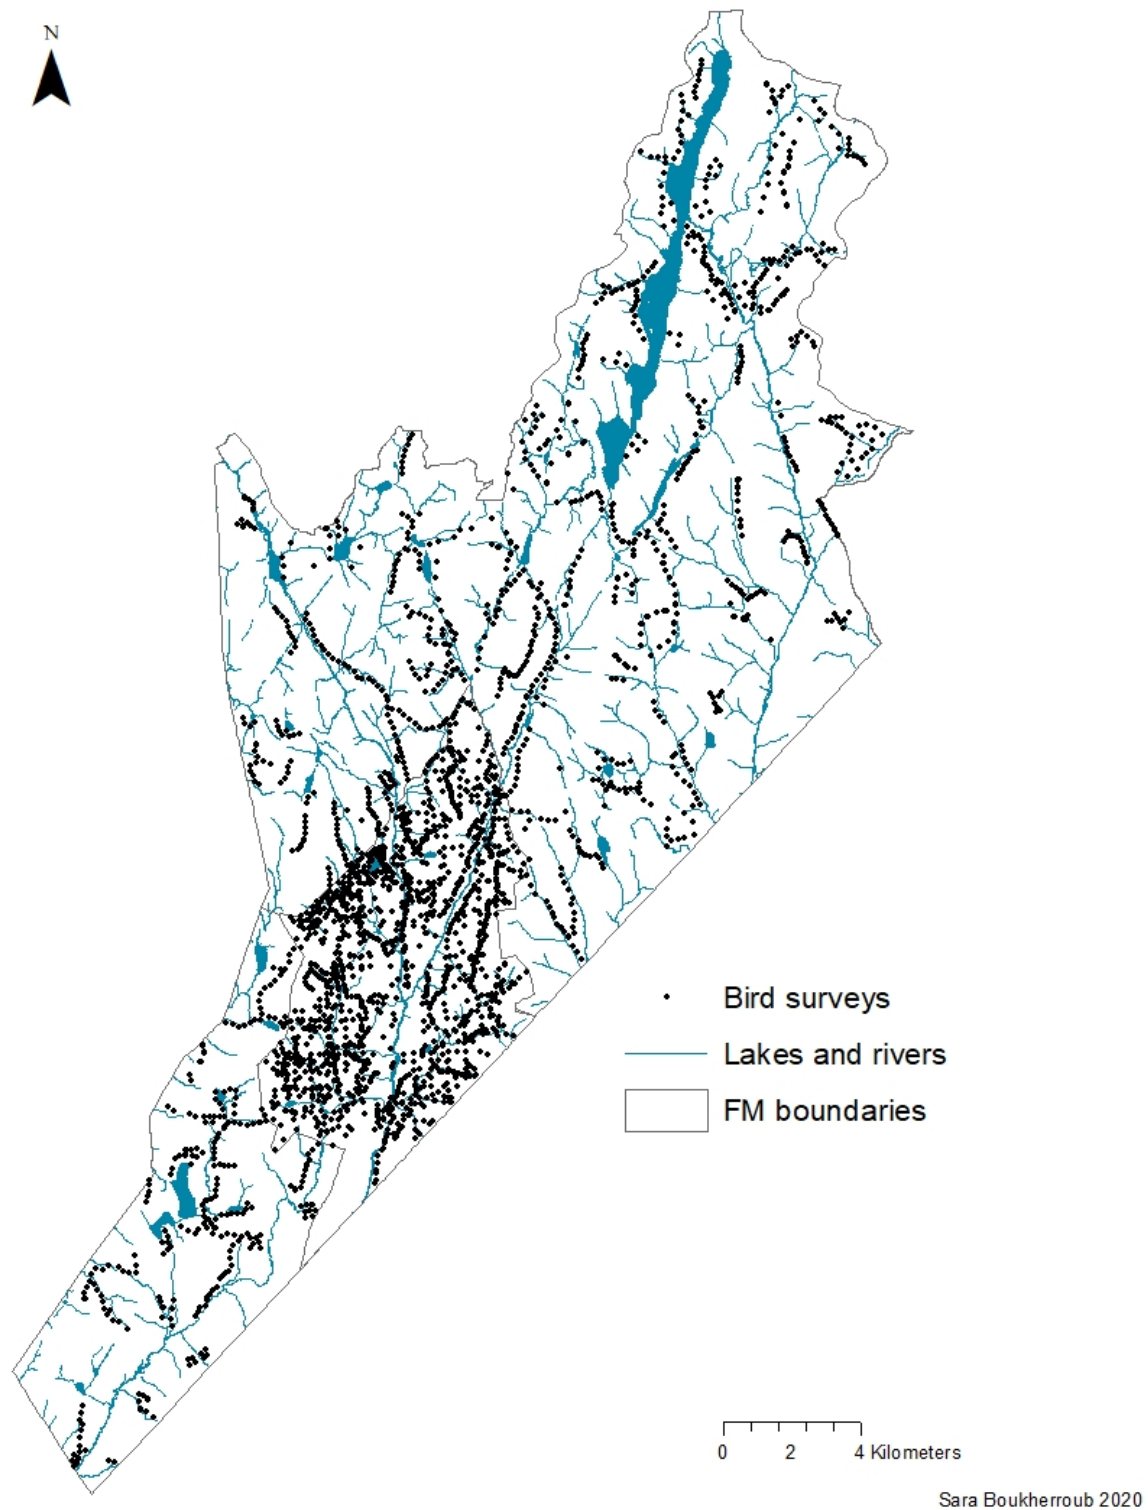 N
Bird surveys
Lakes and rivers
FM boundaries
0 2 4 Kilometers
Sara Boukherroub 2020